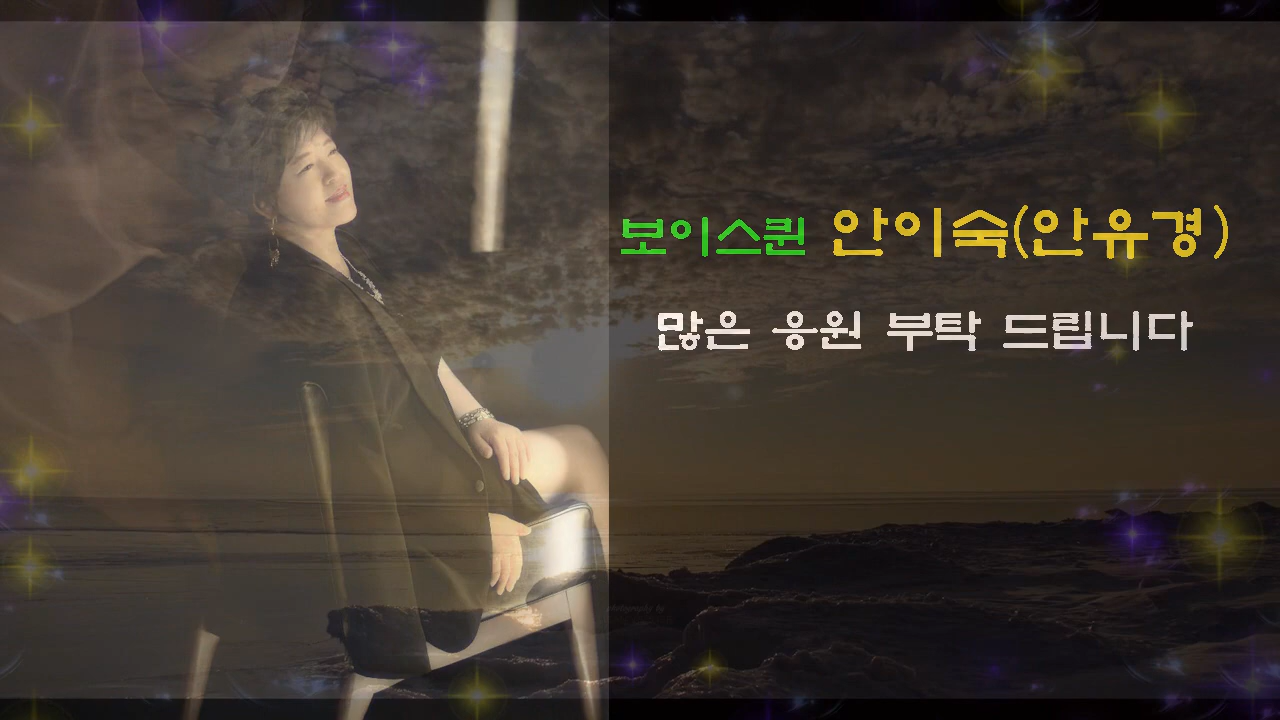 보이스퀸 안이숙(안유경)
많은 응원 부탁 드립니다